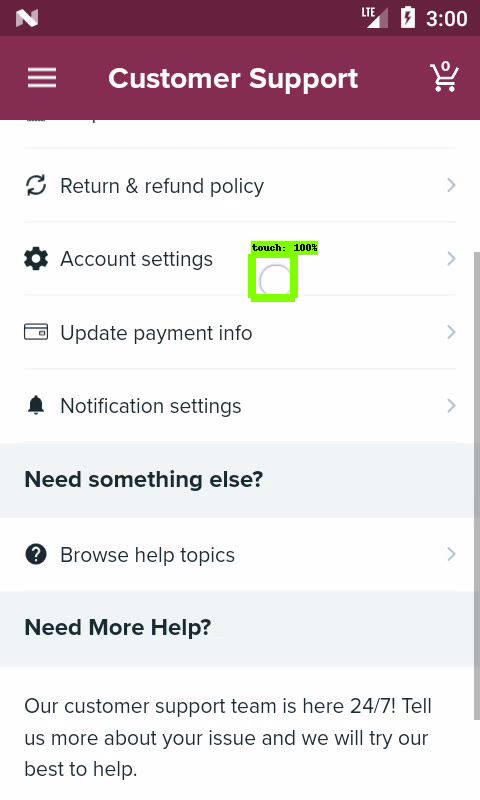 LTE
3:00
Customer Support
0
Return & refund policy
touch: 100%
Account settings
Update payment info
Notification settings
Need something else?
Browse help topics
Need More Help?
Our customer support team is here 24/7! Tell
us more about your issue and we will try our
best to help.